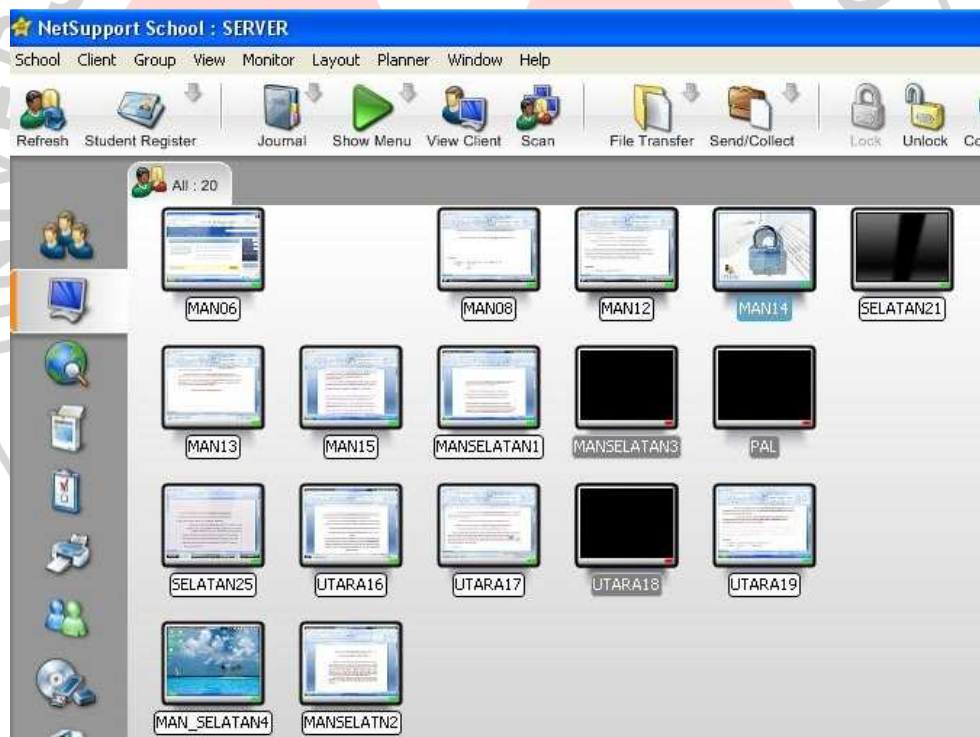 NetSupport School : SERVER
School Client Group View Monitor Layout Planner Window Help
Refresh Student Register Journal Show Menu View Client Scan File Transfer Send/Collect Lock Unlock Co
All : 20
MAN06 MAN08 MAN12 MAN14 SELATAN21
MAN13 MAN15 MANSELATAN1 MANSELATAN3 PAL
SELATAN25 UTARA16 UTARA17 UTARA18 UTARA19
MAN_SELATAN4 MANSELATN2